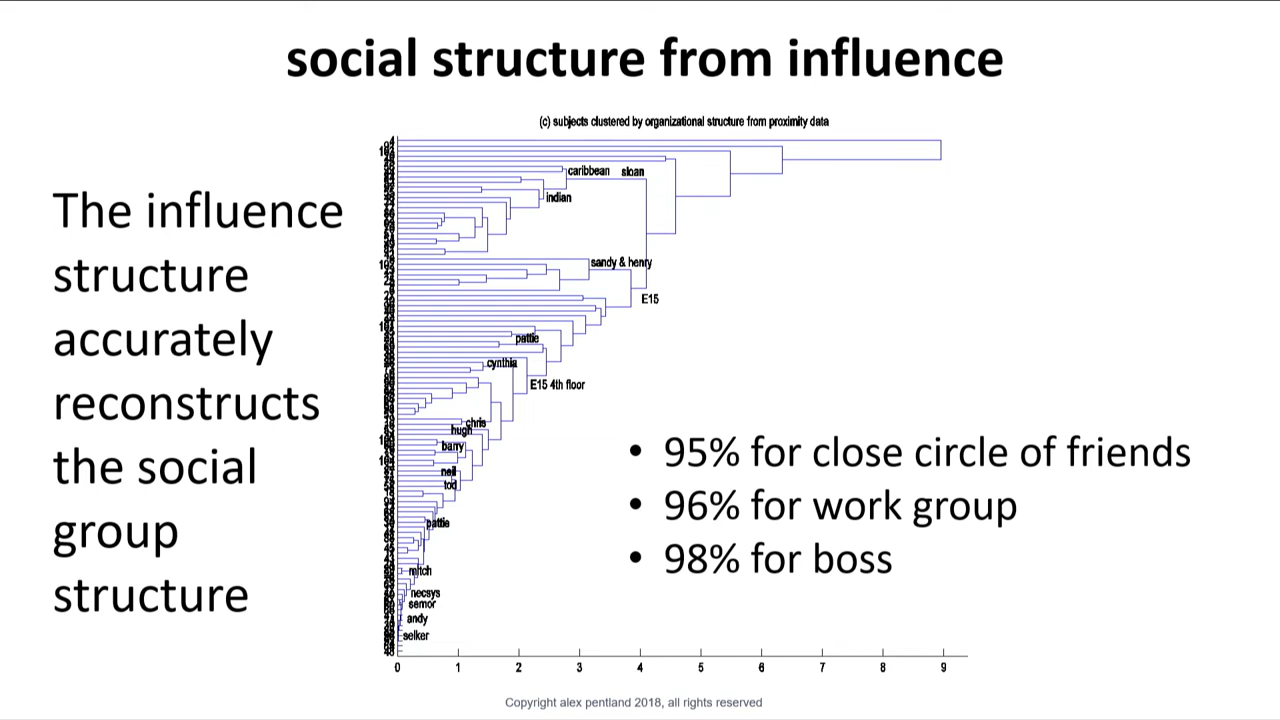 social structure from influence
(c) subjects clustered by organizational structure from proximity data
The influence
structure
accurately
reconstructs
the social
group
structure
caribbean sloan
indian
sandy & henry
E15
pattie
cynthia
E15 4th floor
chris
hugh
barry
neil
tod
pattie
mitch
necsys
semor
andy
selker
• 95% for close circle of friends
• 96% for work group
• 98% for boss
0 1 2 3 4 5 6 7 8 9
Copyright alex pentland 2018, all rights reserved